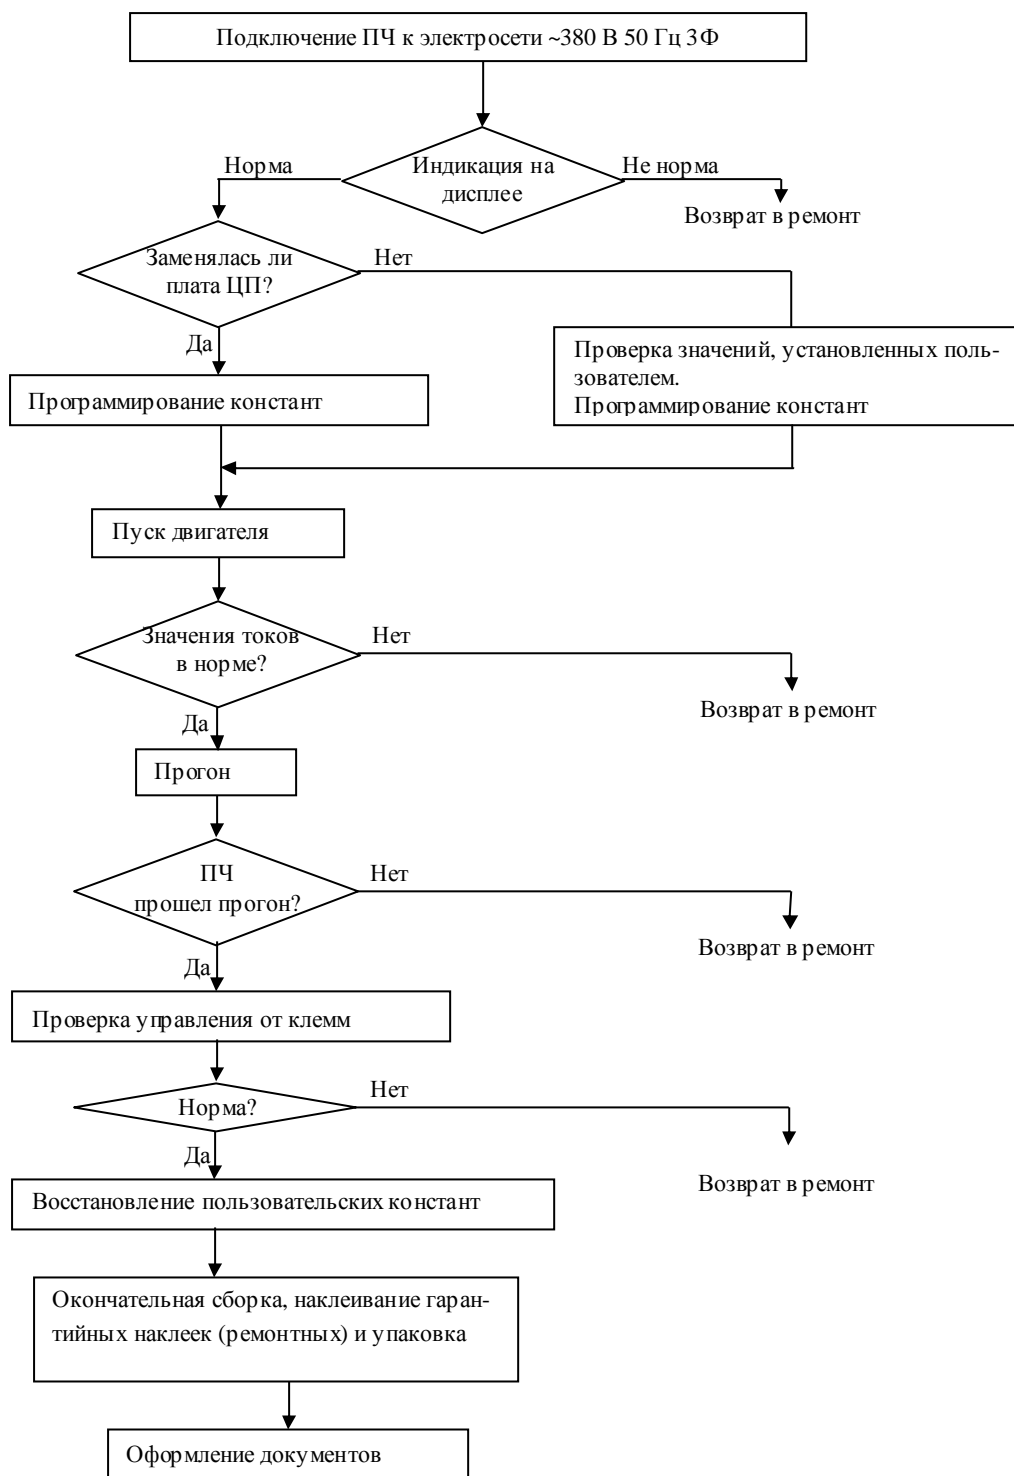 Подключение ПЧ к электросети ~380 В 50 Гц 3Ф
Индикация на
дисплее
Норма
Не норма
Возврат в ремонт
Заменялась ли
плата ЦП?
Нет
Да
Проверка значений, установленных поль-
зователем.
Программирование констант
Программирование констант
Пуск двигателя
Значения токов
в норме?
Нет
Возврат в ремонт
Да
Прогон
ПЧ
прошел прогон?
Нет
Возврат в ремонт
Да
Проверка управления от клемм
Норма?
Нет
Возврат в ремонт
Да
Восстановление пользовательских констант
Окончательная сборка, наклеивание гаран-
тийных наклеек (ремонтных) и упаковка
Оформление документов